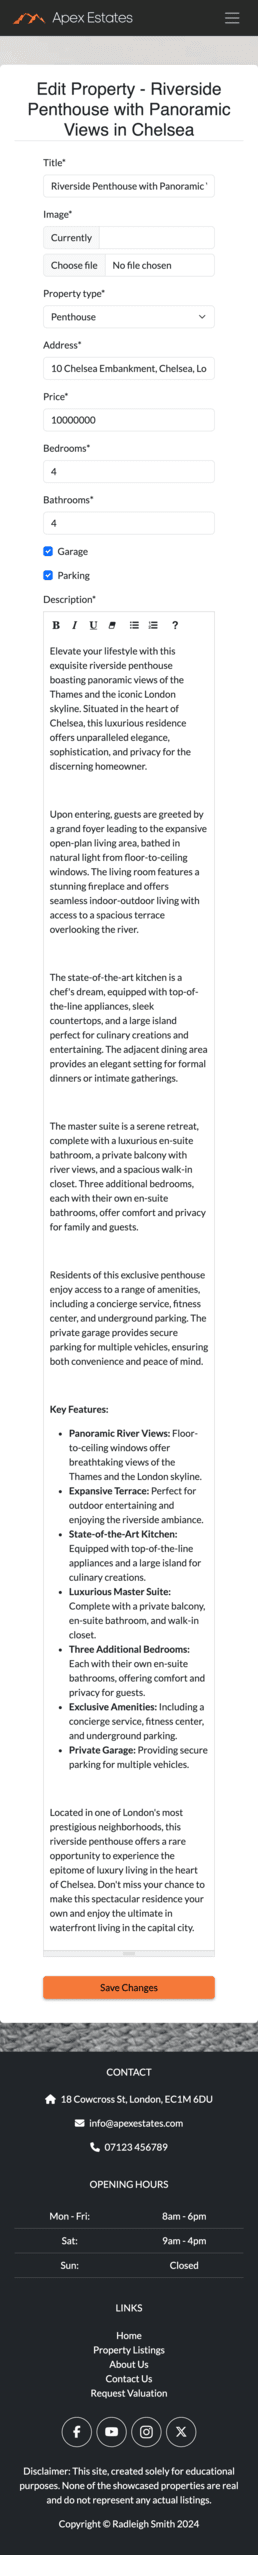 Apex Estates
Edit Property - Riverside
Penthouse with Panoramic
Views in Chelsea
Title*
Riverside Penthouse with Panoramic
Image*
Currently
Choose file No file chosen
Property type*
Penthouse
Address*
10 Chelsea Embankment, Chelsea, Lo
Price*
10000000
Bedrooms*
4
Bathrooms*
4
Garage
Parking
Description*
B I U ?
Elevate your lifestyle with this
exquisite riverside penthouse
boasting panoramic views of the
Thames and the iconic London
skyline. Situated in the heart of
Chelsea, this luxurious residence
offers unparalleled elegance,
sophistication, and privacy for the
discerning homeowner.
Upon entering, guests are greeted by
a grand foyer leading to the expansive
open-plan living area, bathed in
natural light from floor-to-ceiling
windows. The living room features a
stunning fireplace and offers
seamless indoor-outdoor living with
access to a spacious terrace
overlooking the river.
The state-of-the-art kitchen is a
chef's dream, equipped with top-of-
the-line appliances, sleek
countertops, and a large island
perfect for culinary creations and
entertaining. The adjacent dining area
provides an elegant setting for formal
dinners or intimate gatherings.
The master suite is a serene retreat,
complete with a luxurious en-suite
bathroom, a private balcony with
river views, and a spacious walk-in
closet. Three additional bedrooms,
each with their own en-suite
bathrooms, offer comfort and privacy
for family and guests.
Residents of this exclusive penthouse
enjoy access to a range of amenities,
including a concierge service, fitness
center, and underground parking. The
private garage provides secure
parking for multiple vehicles, ensuring
both convenience and peace of mind.
Key Features:
• Panoramic River Views: Floor-
to-ceiling windows offer
breathtaking views of the
Thames and the London skyline.
• Expansive Terrace: Perfect for
outdoor entertaining and
enjoying the riverside ambiance.
• State-of-the-Art Kitchen:
Equipped with top-of-the-line
appliances and a large island for
culinary creations.
• Luxurious Master Suite:
Complete with a private balcony,
en-suite bathroom, and walk-in
closet.
• Three Additional Bedrooms:
Each with their own en-suite
bathrooms, offering comfort and
privacy for guests.
• Exclusive Amenities: Including a
concierge service, fitness center,
and underground parking.
• Private Garage: Providing secure
parking for multiple vehicles.
Located in one of London's most
prestigious neighborhoods, this
riverside penthouse offers a rare
opportunity to experience the
epitome of luxury living in the heart
of Chelsea. Don't miss your chance to
make this spectacular residence your
own and enjoy the ultimate in
waterfront living in the capital city.
Save Changes
CONTACT
18 Cowcross St, London, EC1M 6DU
info@apexestates.com
07123 456789
OPENING HOURS
Mon - Fri: 8am - 6pm
Sat: 9am - 4pm
Sun: Closed
LINKS
Home
Property Listings
About Us
Contact Us
Request Valuation
Disclaimer: This site, created solely for educational
purposes. None of the showcased properties are real
and do not represent any actual listings.
Copyright © Radleigh Smith 2024